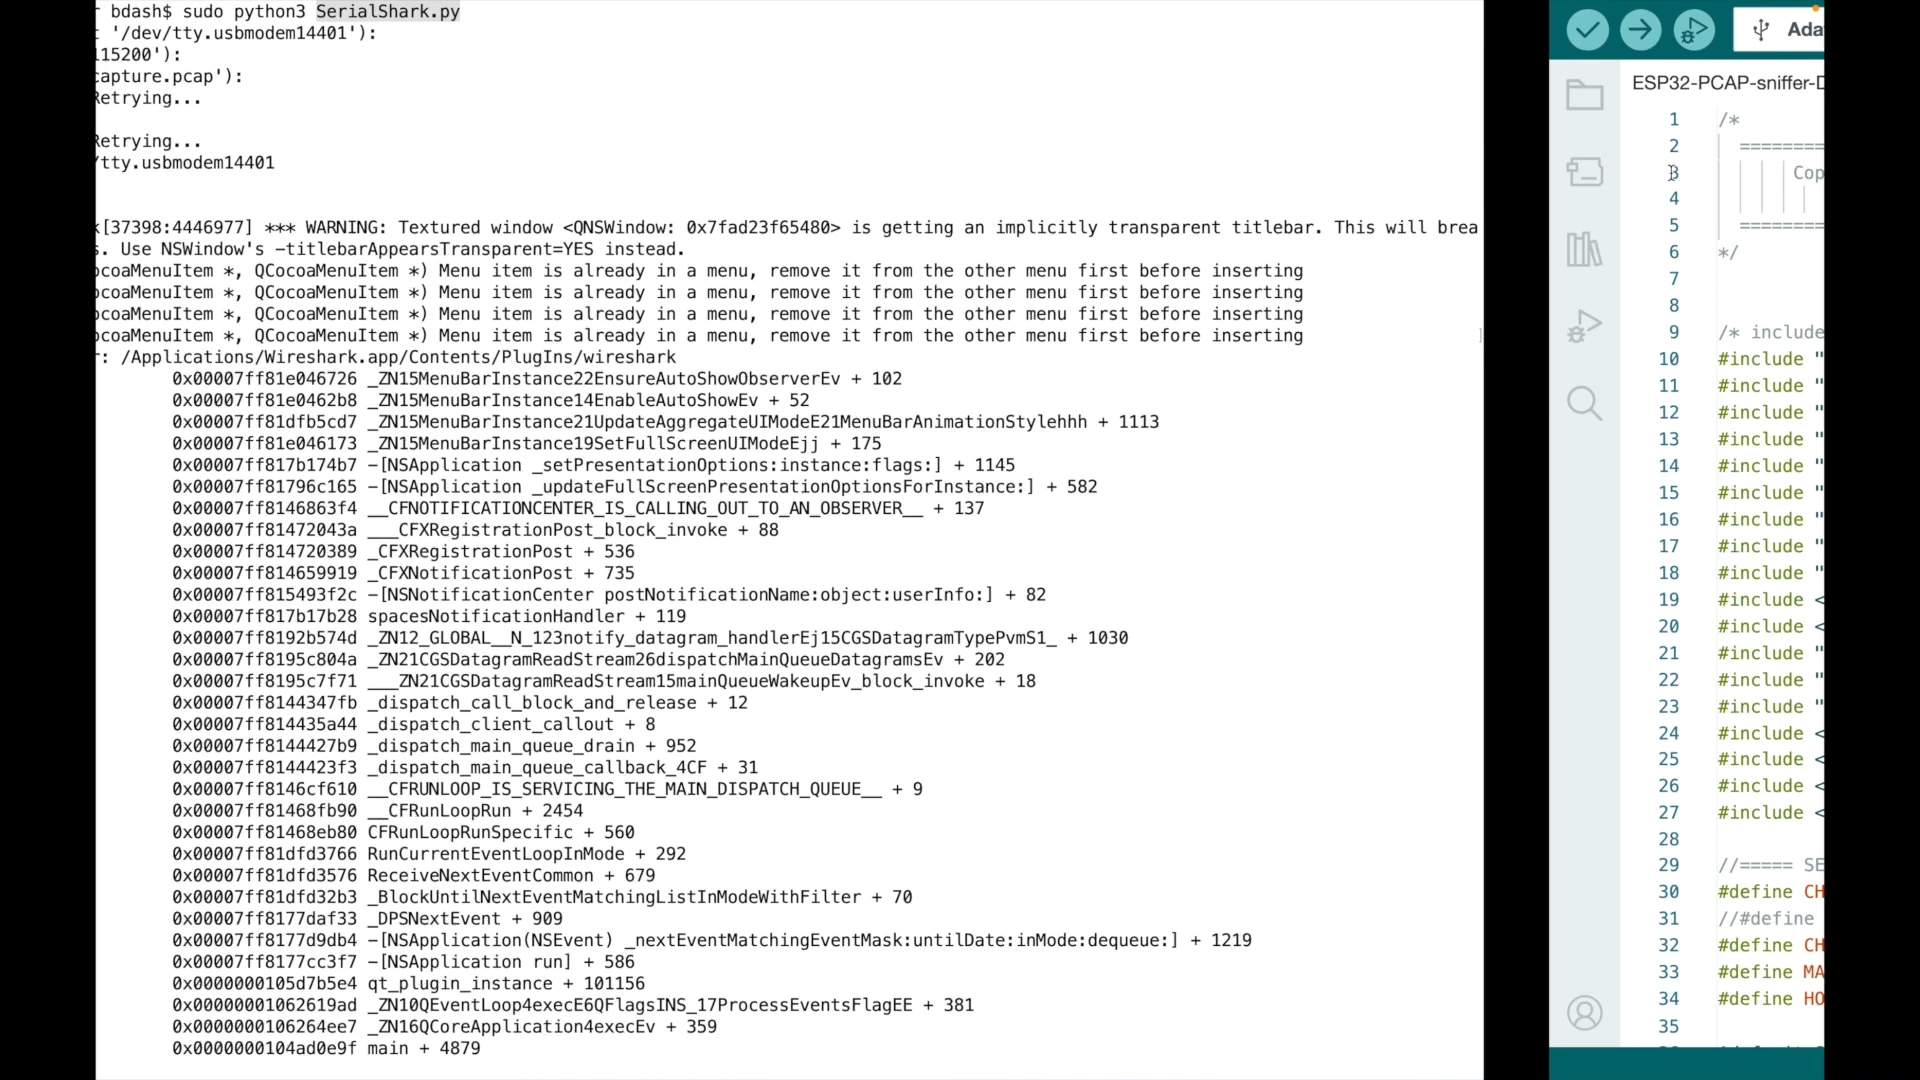 r bdash$ sudo python3 SerialShark.py
t '/dev/tty.usbmodem14401'):
115200'):
capture.pcap'):
Retrying...
Retrying...
/tty.usbmodem14401
k[37398:4446977] *** WARNING: Textured window <QNSWindow: 0x7fad23f65480> is getting an implicitly transparent titlebar. This will brea
s. Use NSWindow's -titlebarAppearsTransparent=YES instead.
ocoaMenuItem *, QCocoaMenuItem *) Menu item is already in a menu, remove it from the other menu first before inserting
ocoaMenuItem *, QCocoaMenuItem *) Menu item is already in a menu, remove it from the other menu first before inserting
ocoaMenuItem *, QCocoaMenuItem *) Menu item is already in a menu, remove it from the other menu first before inserting
ocoaMenuItem *, QCocoaMenuItem *) Menu item is already in a menu, remove it from the other menu first before inserting
r: /Applications/Wireshark.app/Contents/PlugIns/wireshark
0x00007ff81e046726 _ZN15MenuBarInstance22EnsureAutoShowObserverEv + 102
0x00007ff81e0462b8 _ZN15MenuBarInstance14EnableAutoShowEv + 52
0x00007ff81dfb5cd7 _ZN15MenuBarInstance21UpdateAggregateUIModeE21MenuBarAnimationStylehhh + 1113
0x00007ff81e046173 _ZN15MenuBarInstance19SetFullScreenUIModeEjj + 175
0x00007ff817b174b7 -[NSApplication _setPresentationOptions:instance:flags:] + 1145
0x00007ff81796c165 -[NSApplication _updateFullScreenPresentationOptionsForInstance:] + 582
0x00007ff8146863f4 __CFNOTIFICATIONCENTER_IS_CALLING_OUT_TO_AN_OBSERVER__ + 137
0x00007ff81472043a ___CFXRegistrationPost_block_invoke + 88
0x00007ff814720389 _CFXRegistrationPost + 536
0x00007ff814659919 _CFXNotificationPost + 735
0x00007ff815493f2c -[NSNotificationCenter postNotificationName:object:userInfo:] + 82
0x00007ff817b17b28 spacesNotificationHandler + 119
0x00007ff8192b574d _ZN12_GLOBAL__N_123notify_datagram_handlerEj15CGSDatagramTypePvmS1_ + 1030
0x00007ff8195c804a _ZN21CGSDatagramReadStream26dispatchMainQueueDatagramsEv + 202
0x00007ff8195c7f71 ___ZN21CGSDatagramReadStream15mainQueueWakeupEv_block_invoke + 18
0x00007ff8144347fb _dispatch_call_block_and_release + 12
0x00007ff814435a44 _dispatch_client_callout + 8
0x00007ff8144427b9 _dispatch_main_queue_drain + 952
0x00007ff8144423f3 _dispatch_main_queue_callback_4CF + 31
0x00007ff8146cf610 __CFRUNLOOP_IS_SERVICING_THE_MAIN_DISPATCH_QUEUE__ + 9
0x00007ff81468fb90 __CFRunLoopRun + 2454
0x00007ff81468eb80 CFRunLoopRunSpecific + 560
0x00007ff81dfd3766 RunCurrentEventLoopInMode + 292
0x00007ff81dfd3576 ReceiveNextEventCommon + 679
0x00007ff81dfd32b3 _BlockUntilNextEventMatchingListInModeWithFilter + 70
0x00007ff8177daf33 _DPSNextEvent + 909
0x00007ff8177d9db4 -[NSApplication(NSEvent) _nextEventMatchingEventMask:untilDate:inMode:dequeue:] + 1219
0x00007ff8177cc3f7 -[NSApplication run] + 586
0x0000000105d7b5e4 qt_plugin_instance + 101156
0x00000001062619ad _ZN10QEventLoop4execE6QFlagsINS_17ProcessEventsFlagEE + 381
0x0000000106264ee7 _ZN16QCoreApplication4execEv + 359
0x0000000104ad0e9f main + 4879
Ada
ESP32-PCAP-sniffer-D
1 /*
2 ========
3 Cop
4
5 ========
6 */
7
8
9 /* include
10 #include "
11 #include "
12 #include "
13 #include "
14 #include "
15 #include "
16 #include "
17 #include "
18 #include "
19 #include <
20 #include <
21 #include "
22 #include "
23 #include "
24 #include <
25 #include <
26 #include <
27 #include <
28
29 //===== SE
30 #define CH
31 //#define
32 #define CH
33 #define MA
34 #define HO
35